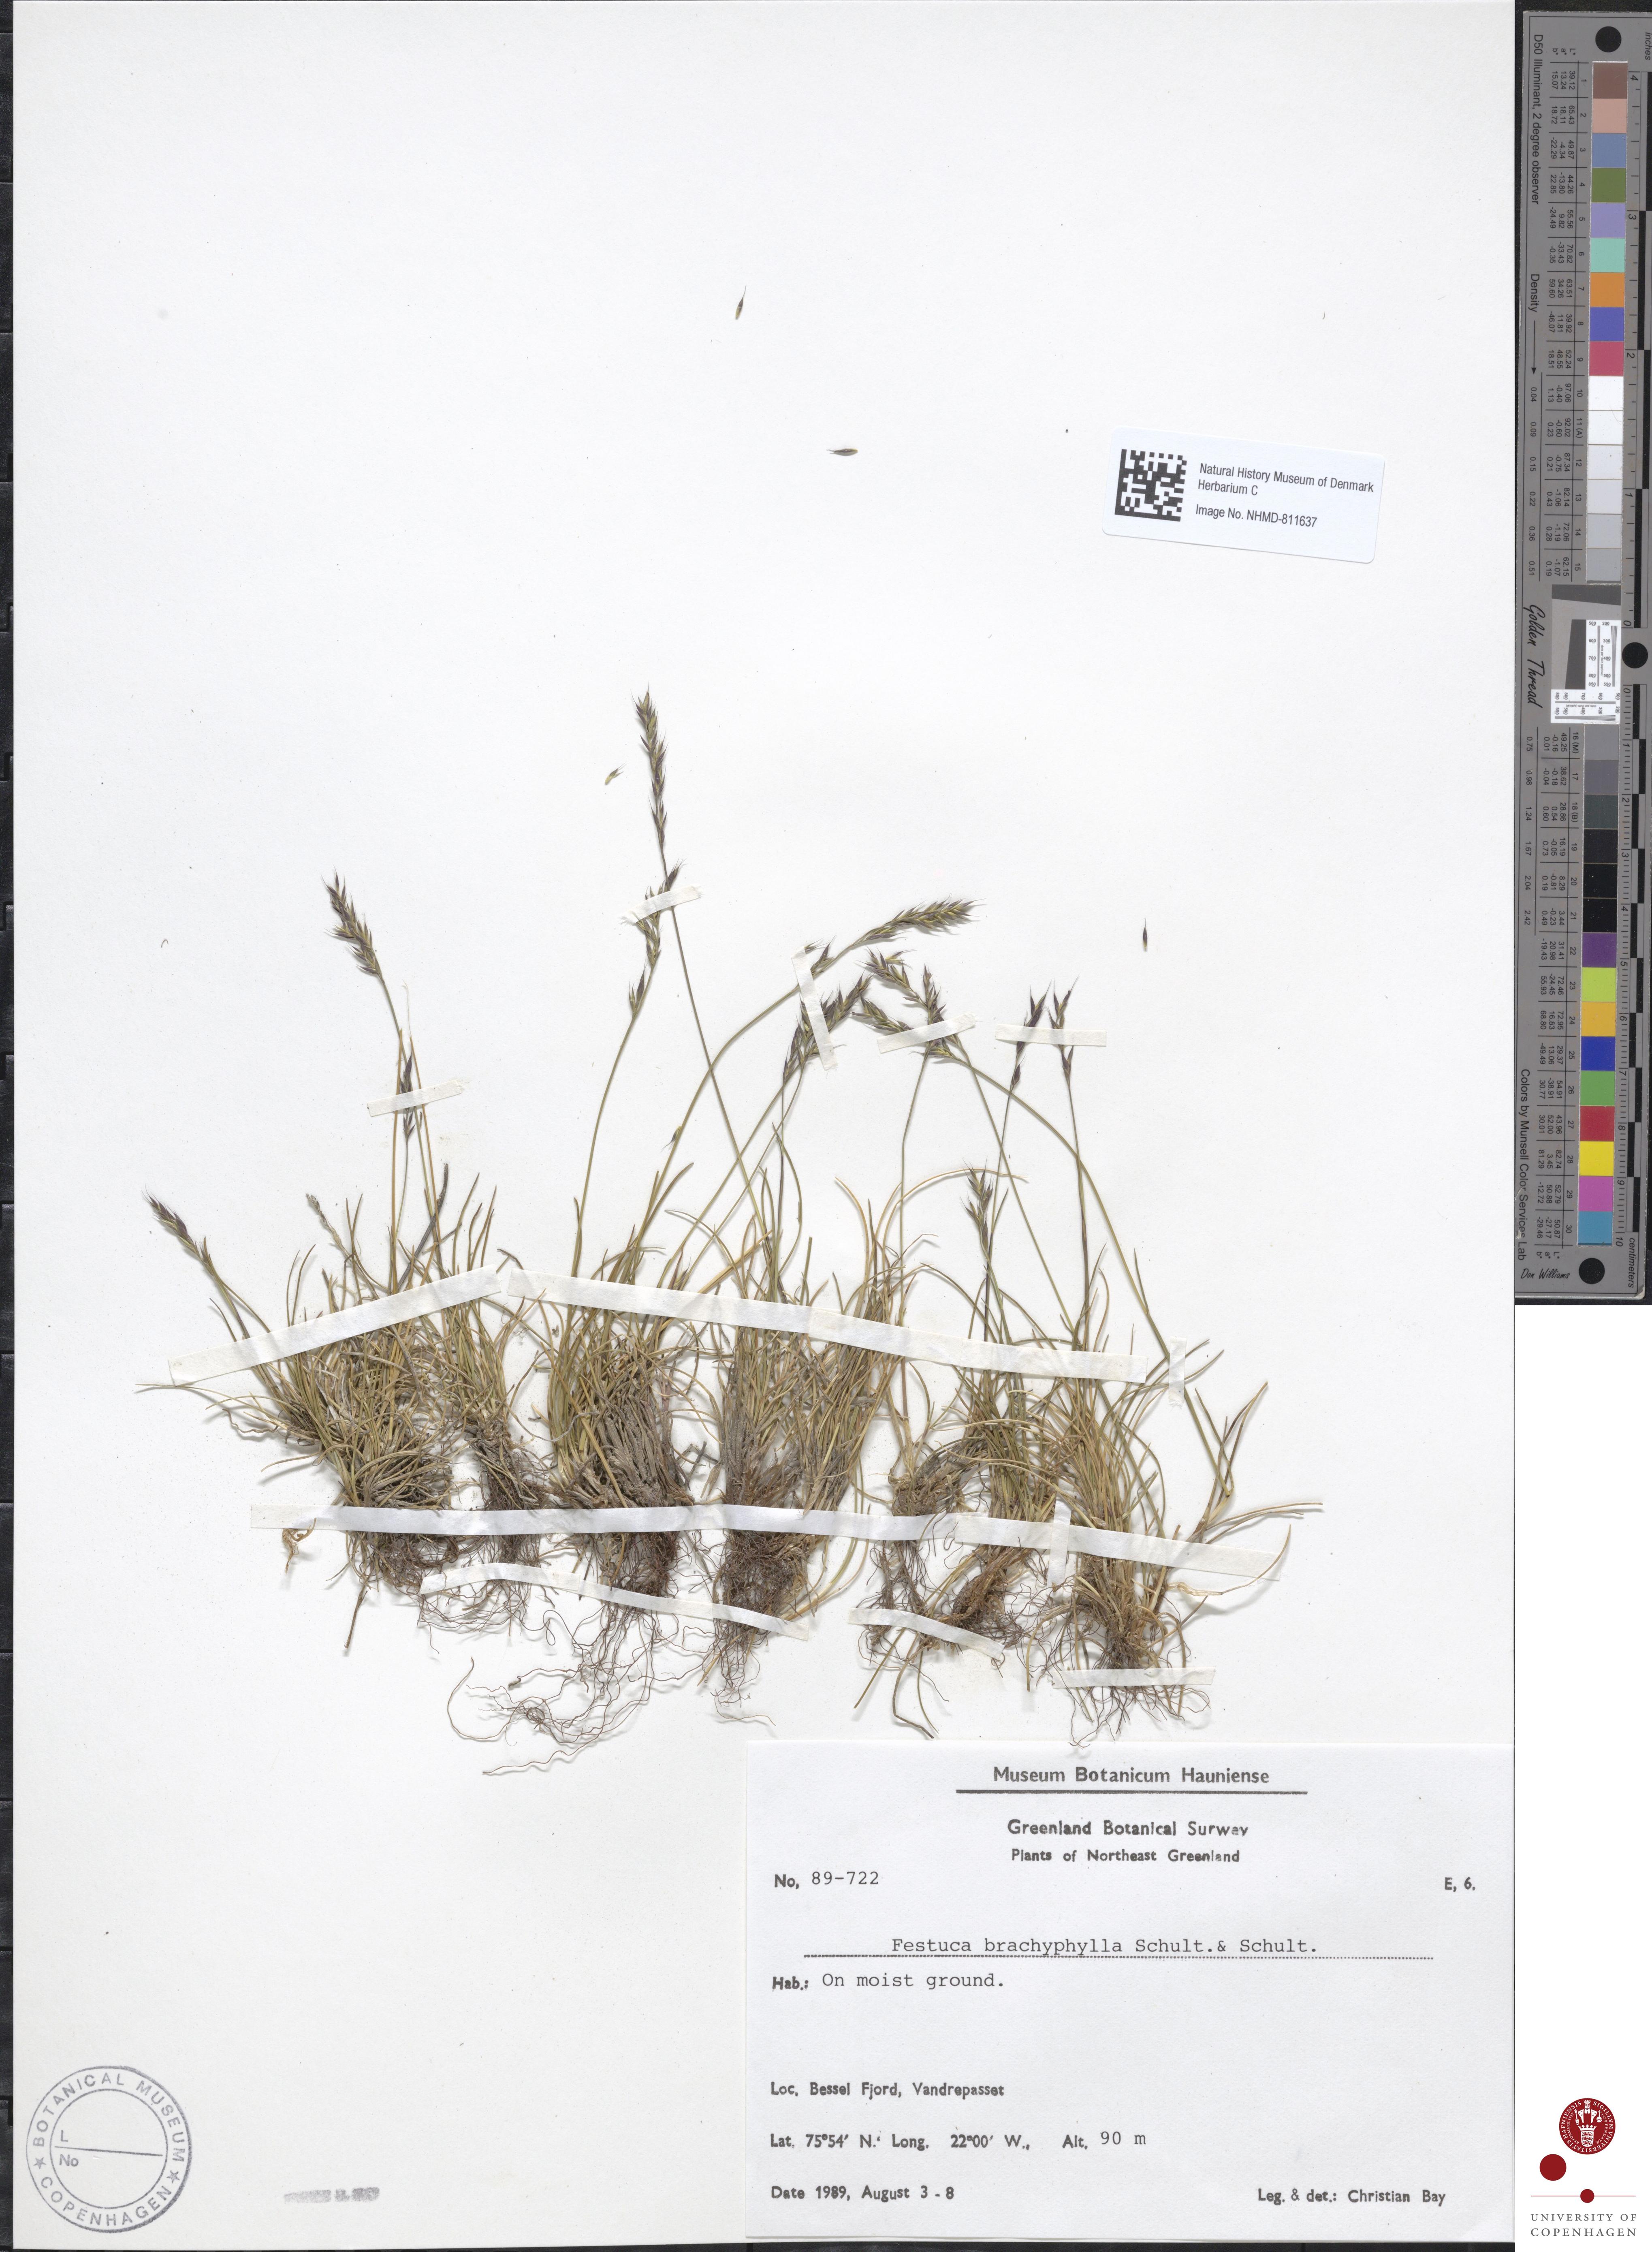 Natural History Museum of Denmark
Herbarium C
Image No. NHMD-811637
Museum Botanicum Hauniense
Greenland Botanical Survey
Plants of Northeast Greenland
No. 89-722
E, 6.
Festuca brachyphylla Schult.& Schult.
Hab.: On moist ground.
Loc. Bessel Fjord, Vandrepasset
Lat. 75°54′ N. Long. 22°00′ W., Alt. 90 m
Date 1989, August 3 - 8
Leg. & det.: Christian Bay
BOTANICAL MUSEUM
L
No
COPENHAGEN
D50 Illuminant, 2 degree observer
Density
Golden Thread
Colors by Munsell Color Services Lab
Don Williams
inches
centimeters
UNIVERSITY OF
COPENHAGEN